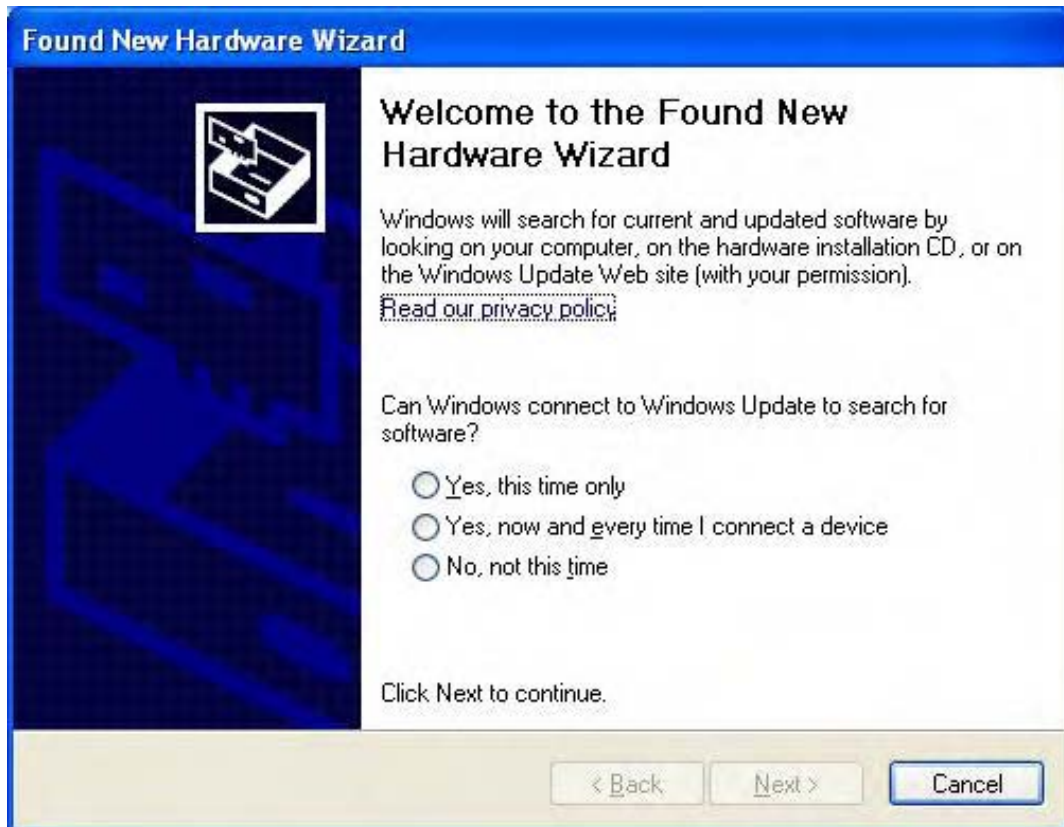 Found New Hardware Wizard
Welcome to the Found New
Hardware Wizard
Windows will search for current and updated software by
looking on your computer, on the hardware installation CD, or on
the Windows Update Web site (with your permission).
Read our privacy policy
Can Windows connect to Windows Update to search for
software?
Yes, this time only
Yes, now and every time I connect a device
No, not this time
Click Next to continue.
< Back
Next >
Cancel